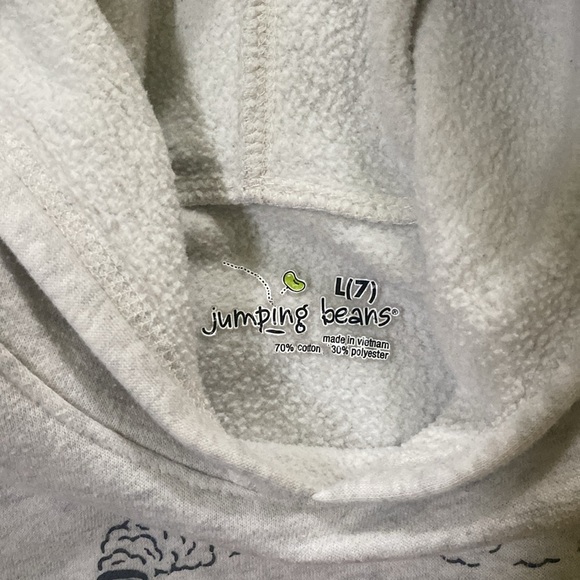 L(7)
jumping beans®
made in vietnam
70% cotton 30% polyester